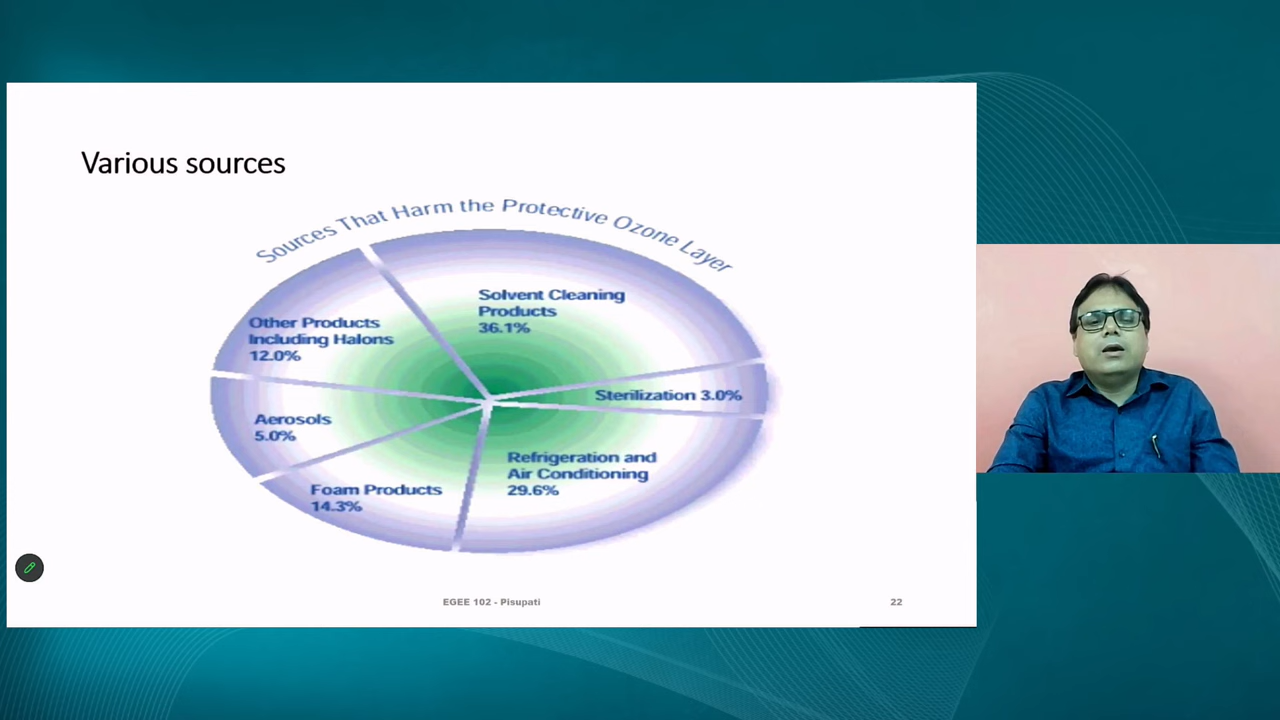 Various sources
Sources That Harm the Protective Ozone Layer
Solvent Cleaning
Products
36.1%
Other Products
Including Halons
12.0%
Sterilization 3.0%
Aerosols
5.0%
Refrigeration and
Air Conditioning
29.6%
Foam Products
14.3%
EGEE 102 - Pisupati
22